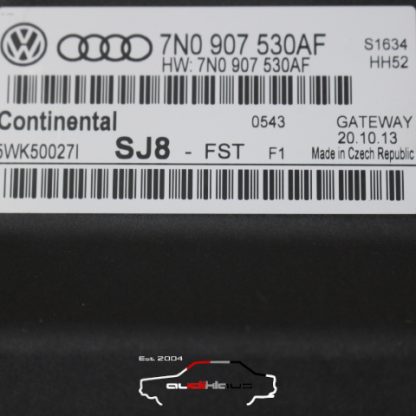 7N0 907 530AF S1634
HW: 7N0 907 530AF HH52
Continental 0543 GATEWAY
5WK50027I SJ8 - FST F1 20.10.13
Made in Czech Republic
Est. 2004
audiklaus